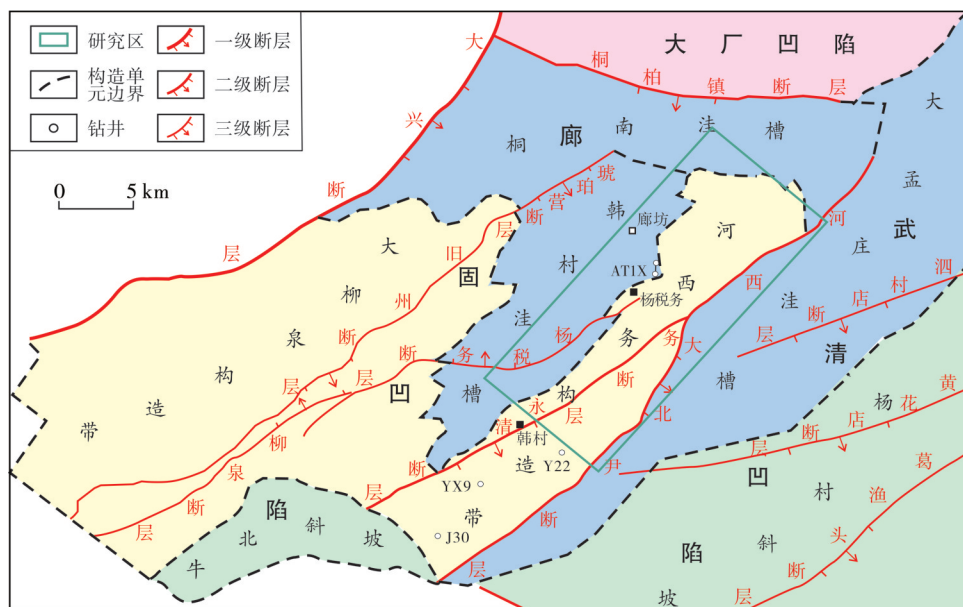 研究区
一级断层
构造单
元边界
二级断层
钻井
三级断层
0 5 km
大厂凹陷
桐柏镇断层
大兴断层
桐南洼槽
廊固凹陷
琥珀营断层
旧州断层
韩村洼槽
廊坊
AT1X
杨税务
河西务构造带
大孟庄洼槽
武清凹陷
河西务断层
泗村店断层
大柳泉构造带
杨税务断层
柳泉断层
永清断层
大北尹断层
韩村
Y22
YX9
J30
黄花店断层
杨村斜坡
葛渔头断层
牛北斜坡